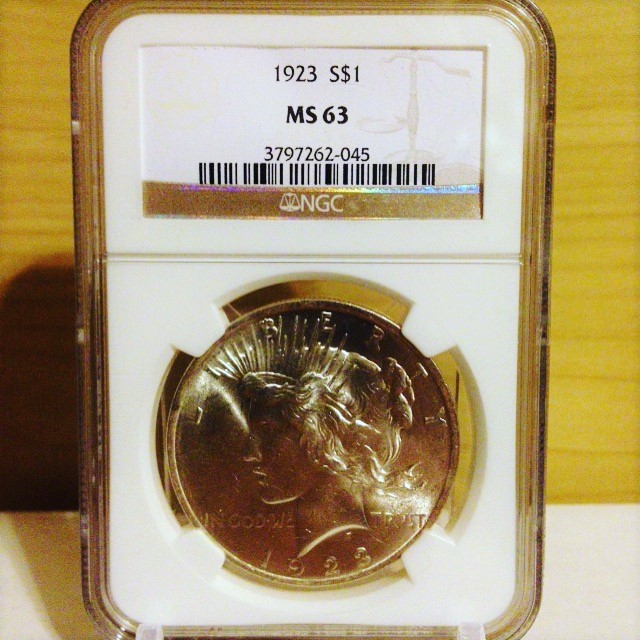 1923 S$1
MS 63
3797262-045
NGC
LIBERTY
IN GOD WE TRUST
1923